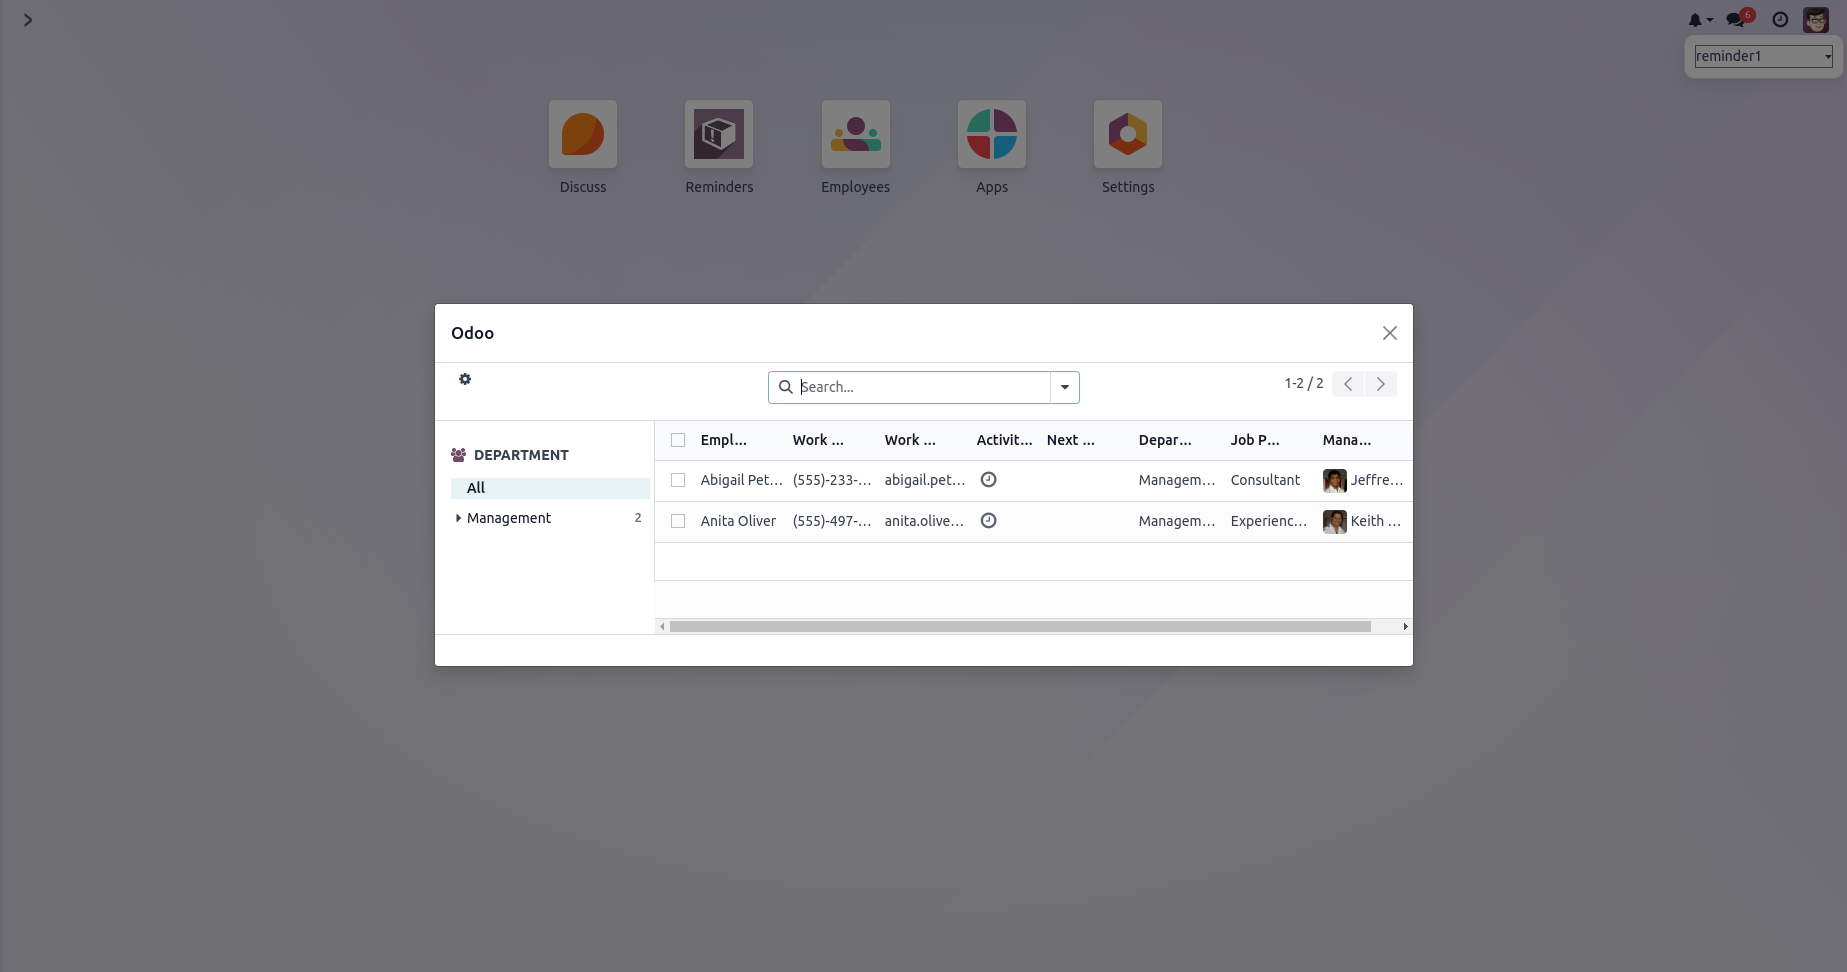 6
reminder1
Discuss
Reminders
Employees
Apps
Settings
Odoo
Search...
1-2 / 2
DEPARTMENT
All
Management 2
Empl... Work ... Work ... Activit... Next ... Depar... Job P... Mana...
Abigail Pet... (555)-233-... abigail.pet... Managem... Consultant Jeffre...
Anita Oliver (555)-497-... anita.olive... Managem... Experienc... Keith ...